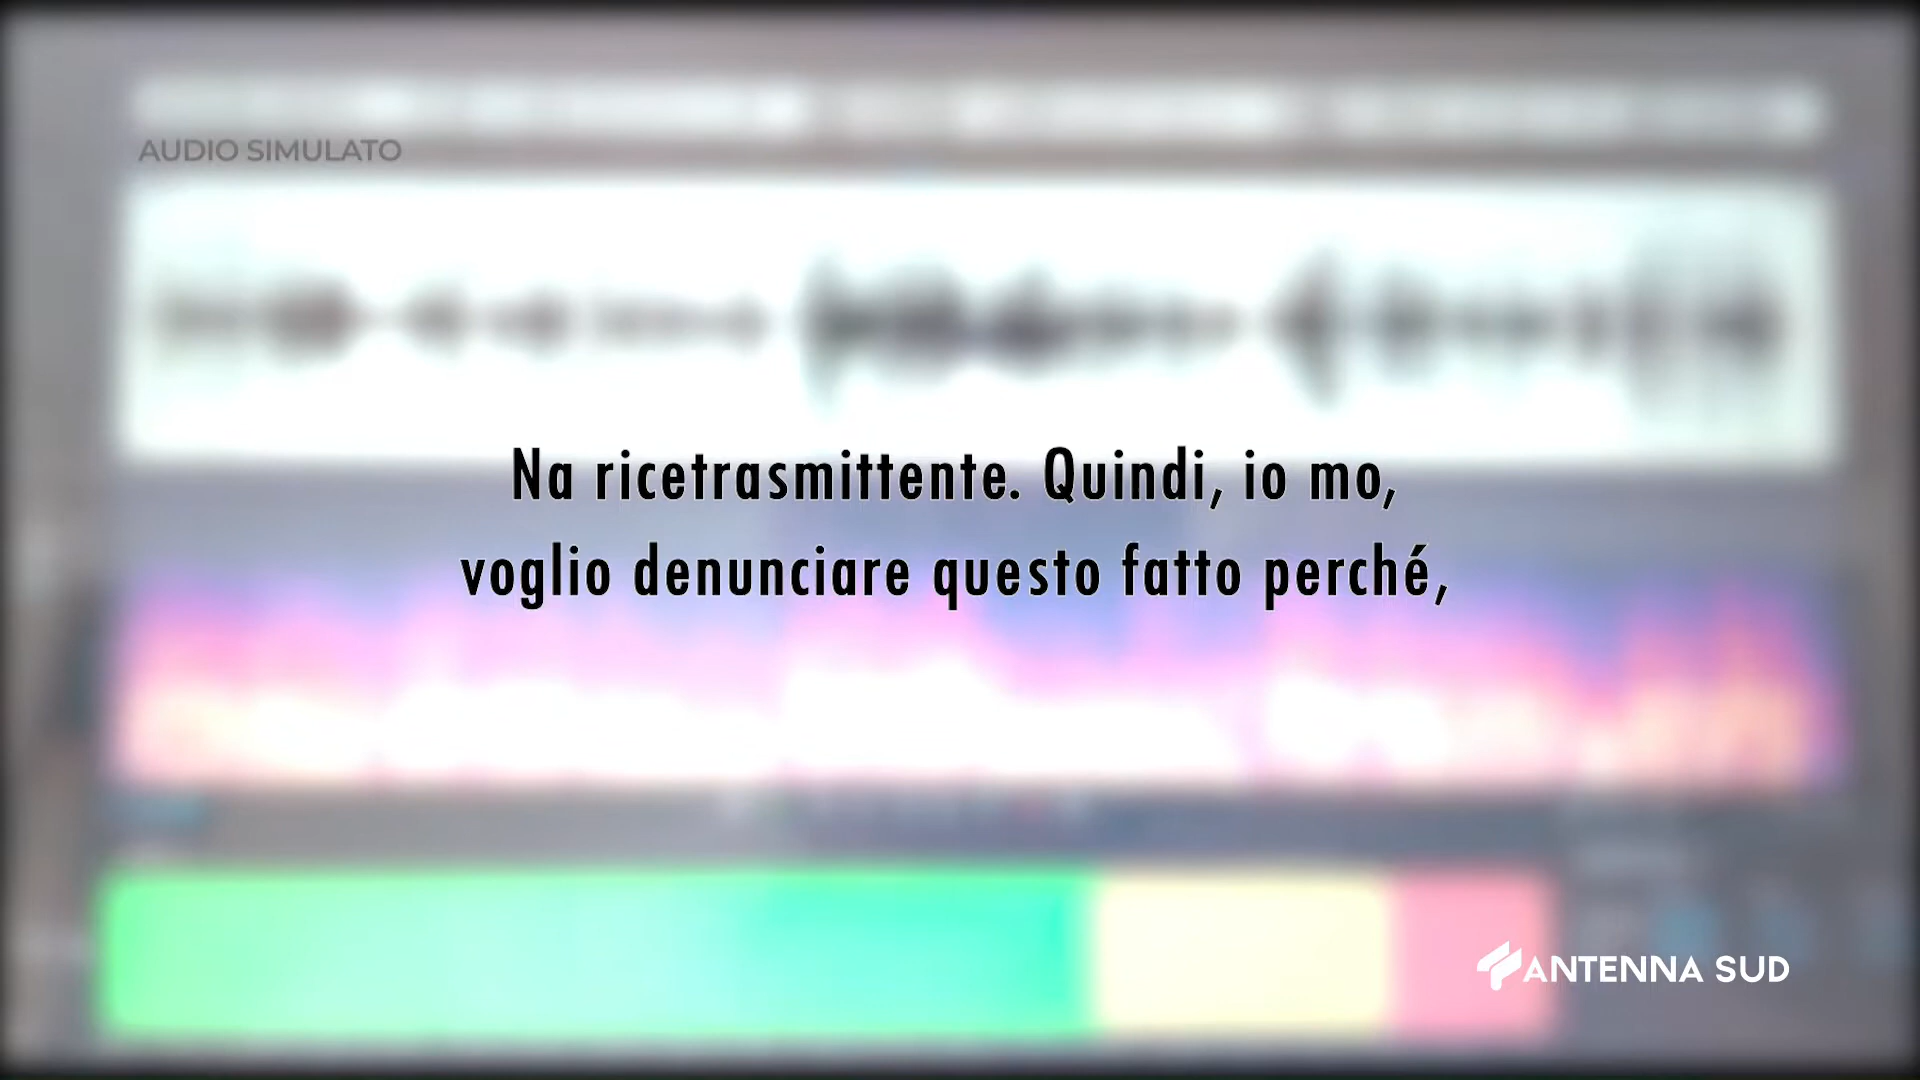 AUDIO SIMULATO
Na ricetrasmittente. Quindi, io mo,
voglio denunciare questo fatto perché,
ANTENNA SUD